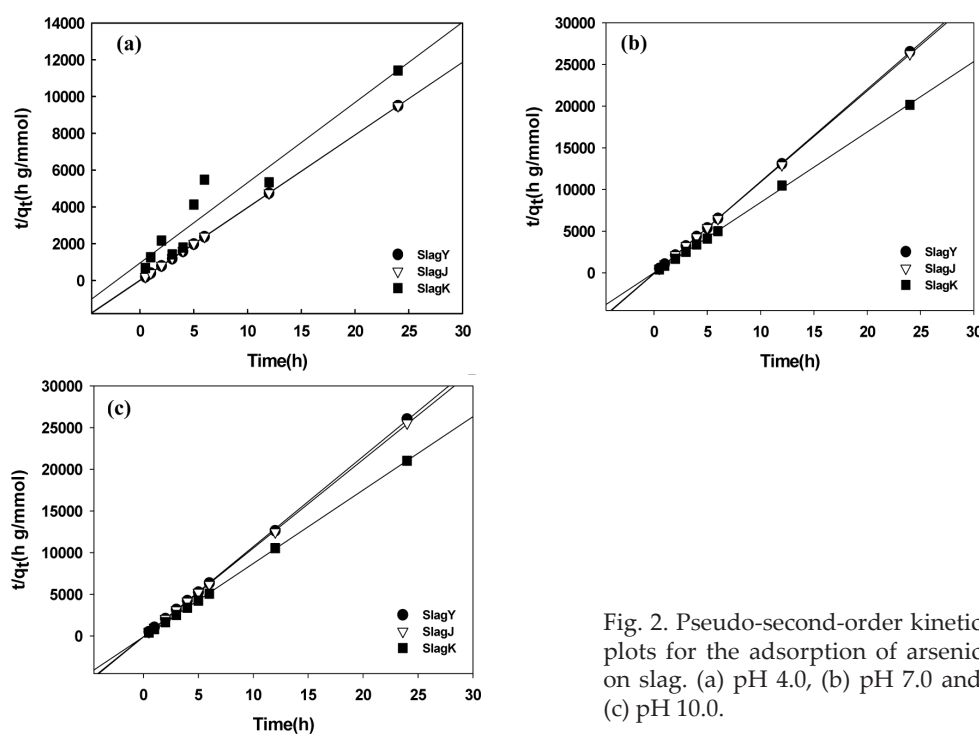 14000
12000
10000
8000
6000
4000
2000
0
t/qt(h g/mmol)
(a)
SlagY
SlagJ
SlagK
0 5 10 15 20 25 30
Time(h)
30000
25000
20000
15000
10000
5000
0
t/qt(h g/mmol)
(b)
SlagY
SlagJ
SlagK
0 5 10 15 20 25 30
Time(h)
30000
25000
20000
15000
10000
5000
0
t/qt(h g/mmol)
(c)
SlagY
SlagJ
SlagK
0 5 10 15 20 25 30
Time(h)
Fig. 2. Pseudo-second-order kinetic
plots for the adsorption of arsenic
on slag. (a) pH 4.0, (b) pH 7.0 and
(c) pH 10.0.